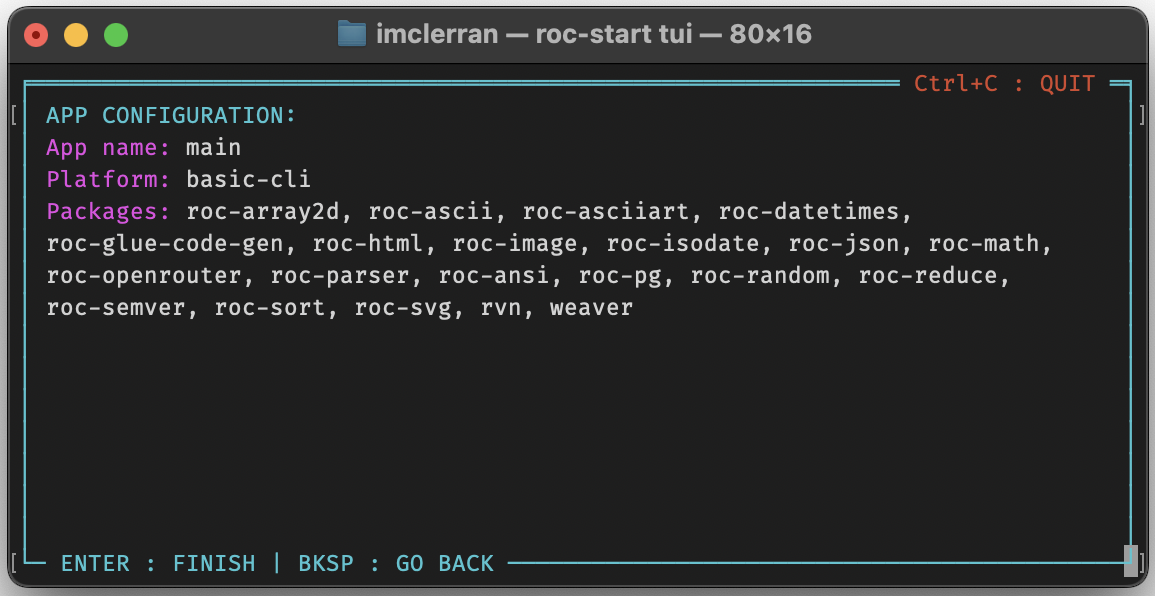 imclerran — roc-start tui — 80×16
Ctrl+C : QUIT
APP CONFIGURATION:
App name: main
Platform: basic-cli
Packages: roc-array2d, roc-ascii, roc-asciiart, roc-datetimes,
roc-glue-code-gen, roc-html, roc-image, roc-isodate, roc-json, roc-math,
roc-openrouter, roc-parser, roc-ansi, roc-pg, roc-random, roc-reduce,
roc-semver, roc-sort, roc-svg, rvn, weaver
ENTER : FINISH | BKSP : GO BACK